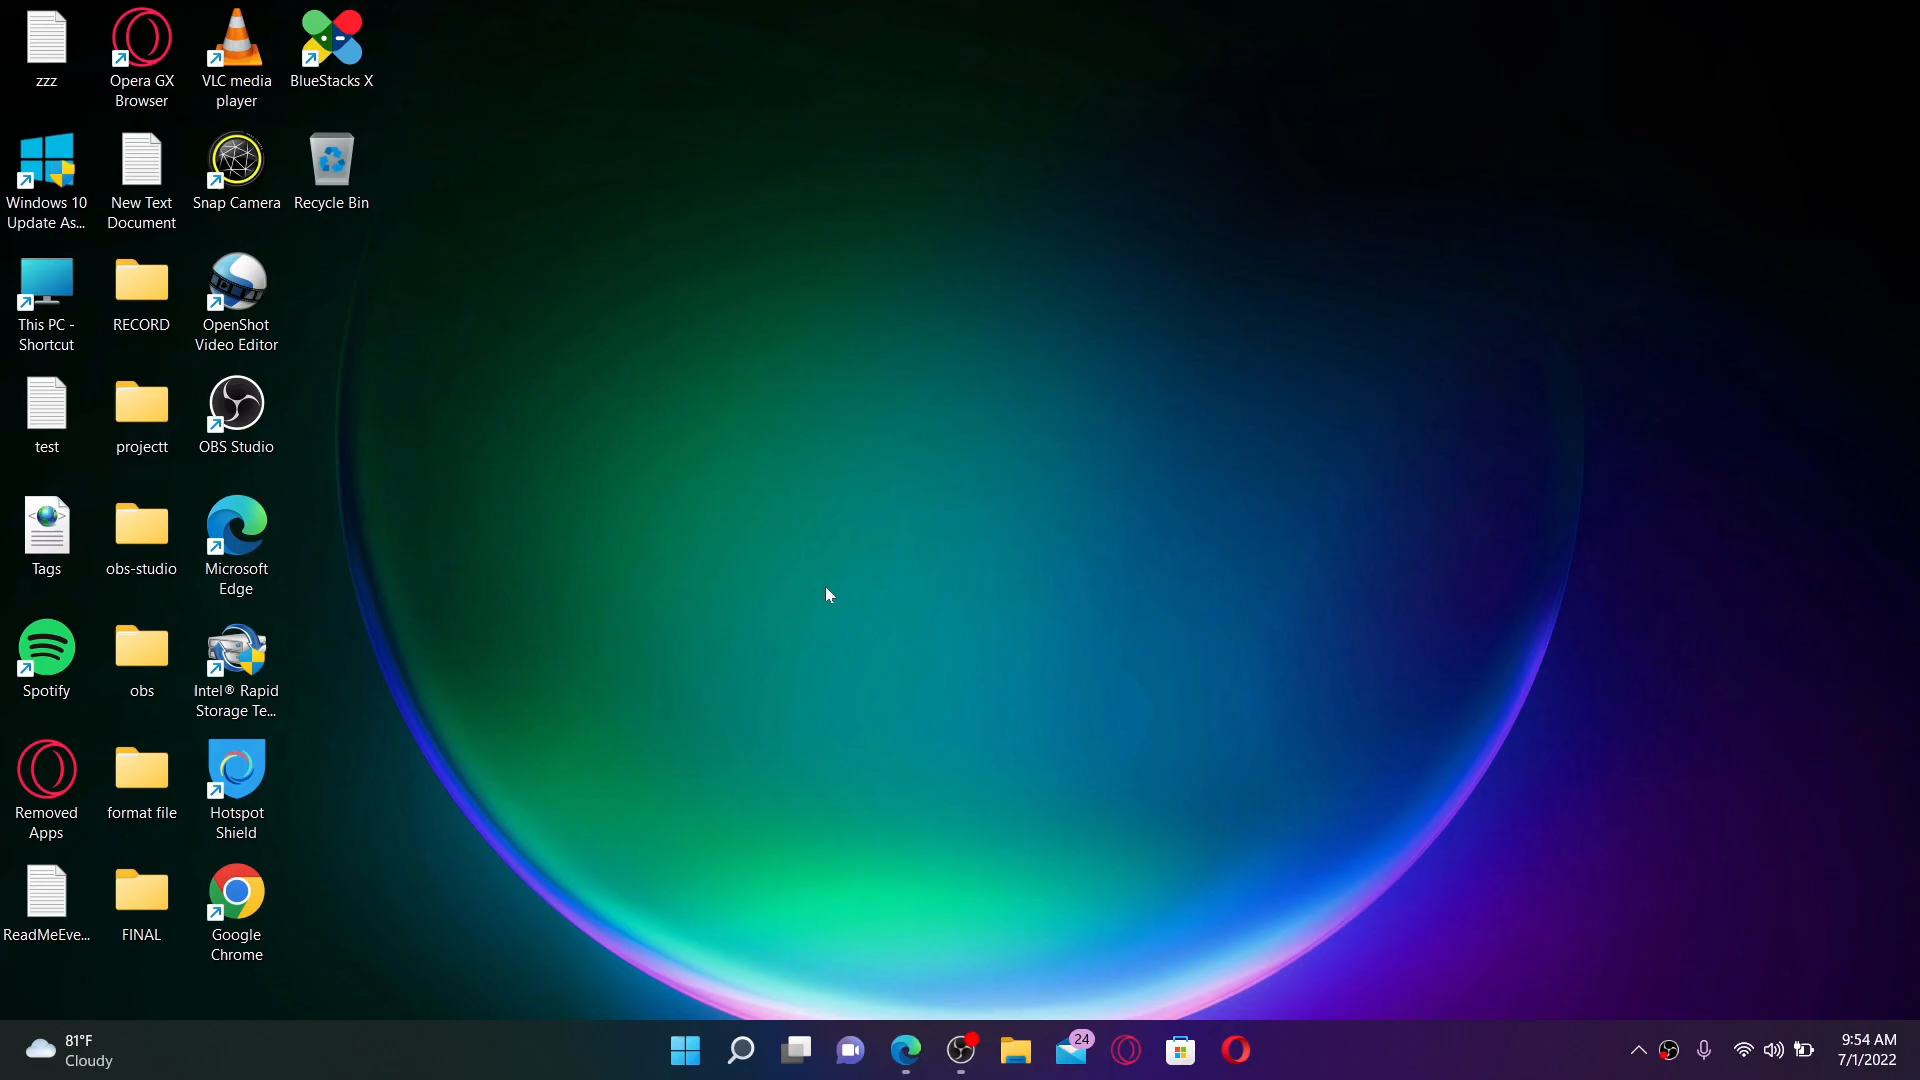 zzz
Opera GX
Browser
VLC media
player
BlueStacks X
Windows 10
Update As...
New Text
Document
Snap Camera
Recycle Bin
This PC -
Shortcut
RECORD
OpenShot
Video Editor
test
projectt
OBS Studio
Tags
obs-studio
Microsoft
Edge
Spotify
obs
Intel® Rapid
Storage Te...
Removed
Apps
format file
Hotspot
Shield
ReadMeEve...
FINAL
Google
Chrome
81°F
Cloudy
24
9:54 AM
7/1/2022